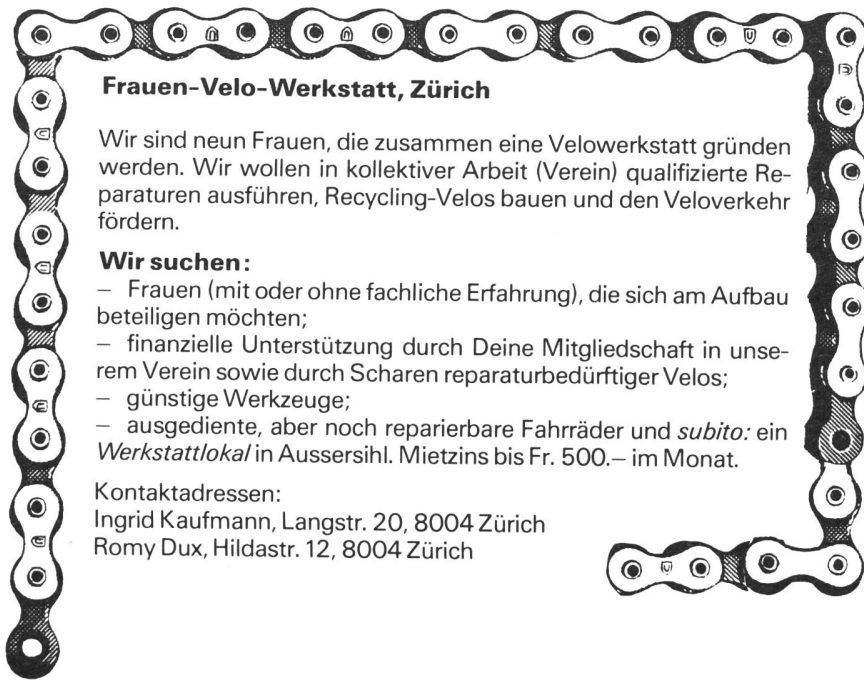 Frauen-Velo-Werkstatt, Zürich
Wir sind neun Frauen, die zusammen eine Velowerkstatt gründen
werden. Wir wollen in kollektiver Arbeit (Verein) qualifizierte Re-
paraturen ausführen, Recycling-Velos bauen und den Veloverkehr
fördern.
Wir suchen:
– Frauen (mit oder ohne fachliche Erfahrung), die sich am Aufbau
beteiligen möchten;
– finanzielle Unterstützung durch Deine Mitgliedschaft in unse-
rem Verein sowie durch Scharen reparaturbedürftiger Velos;
– günstige Werkzeuge;
– ausgediente, aber noch reparierbare Fahrräder und subito: ein
Werkstattlokal in Aussersihl. Mietzins bis Fr. 500.– im Monat.
Kontaktadressen:
Ingrid Kaufmann, Langstr. 20, 8004 Zürich
Romy Dux, Hildastr. 12, 8004 Zürich